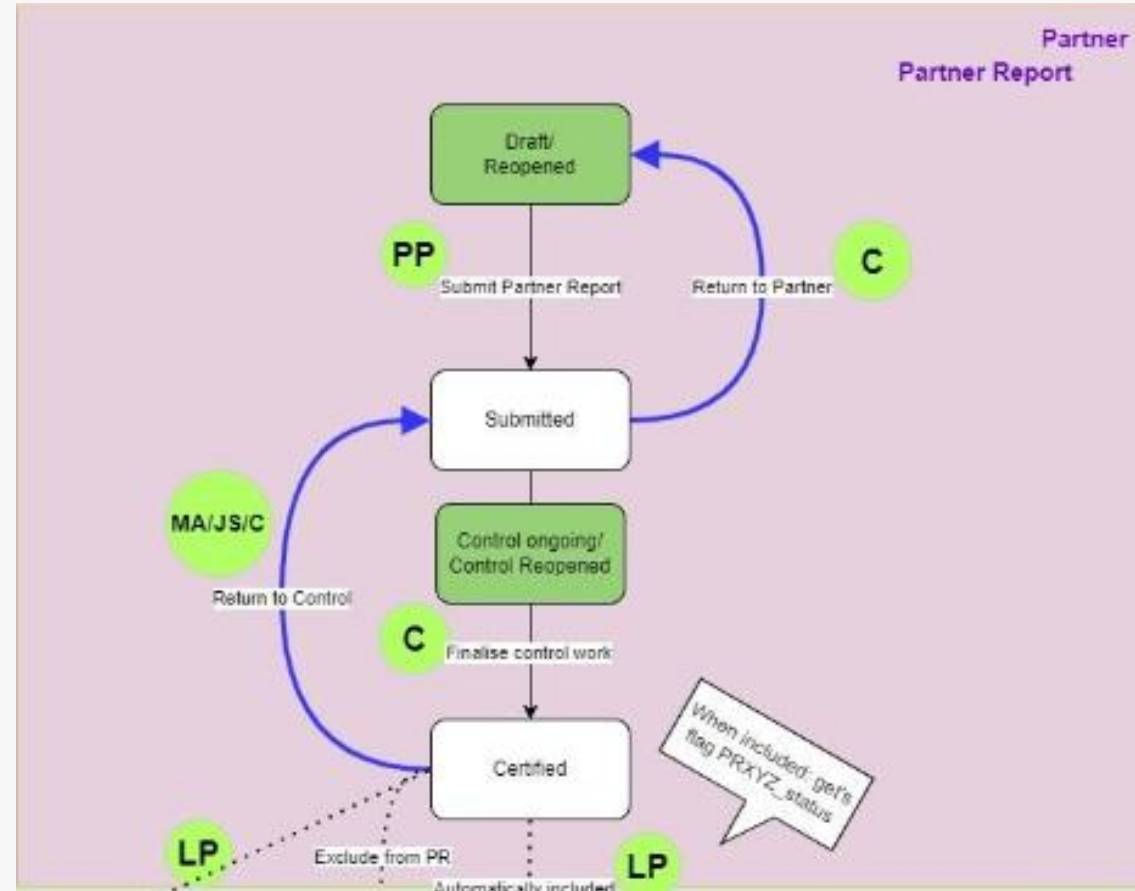 Partner
Partner Report
Draft/
Reopened
PP
Submit Partner Report
Return to Partner
C
Submitted
MA/JS/C
Control ongoing/
Control Reopened
Return to Control
C
Finalise control work
When included: get's
flag PRXYZ_status
Certified
LP
Exclude from PR
LP
Automatically included